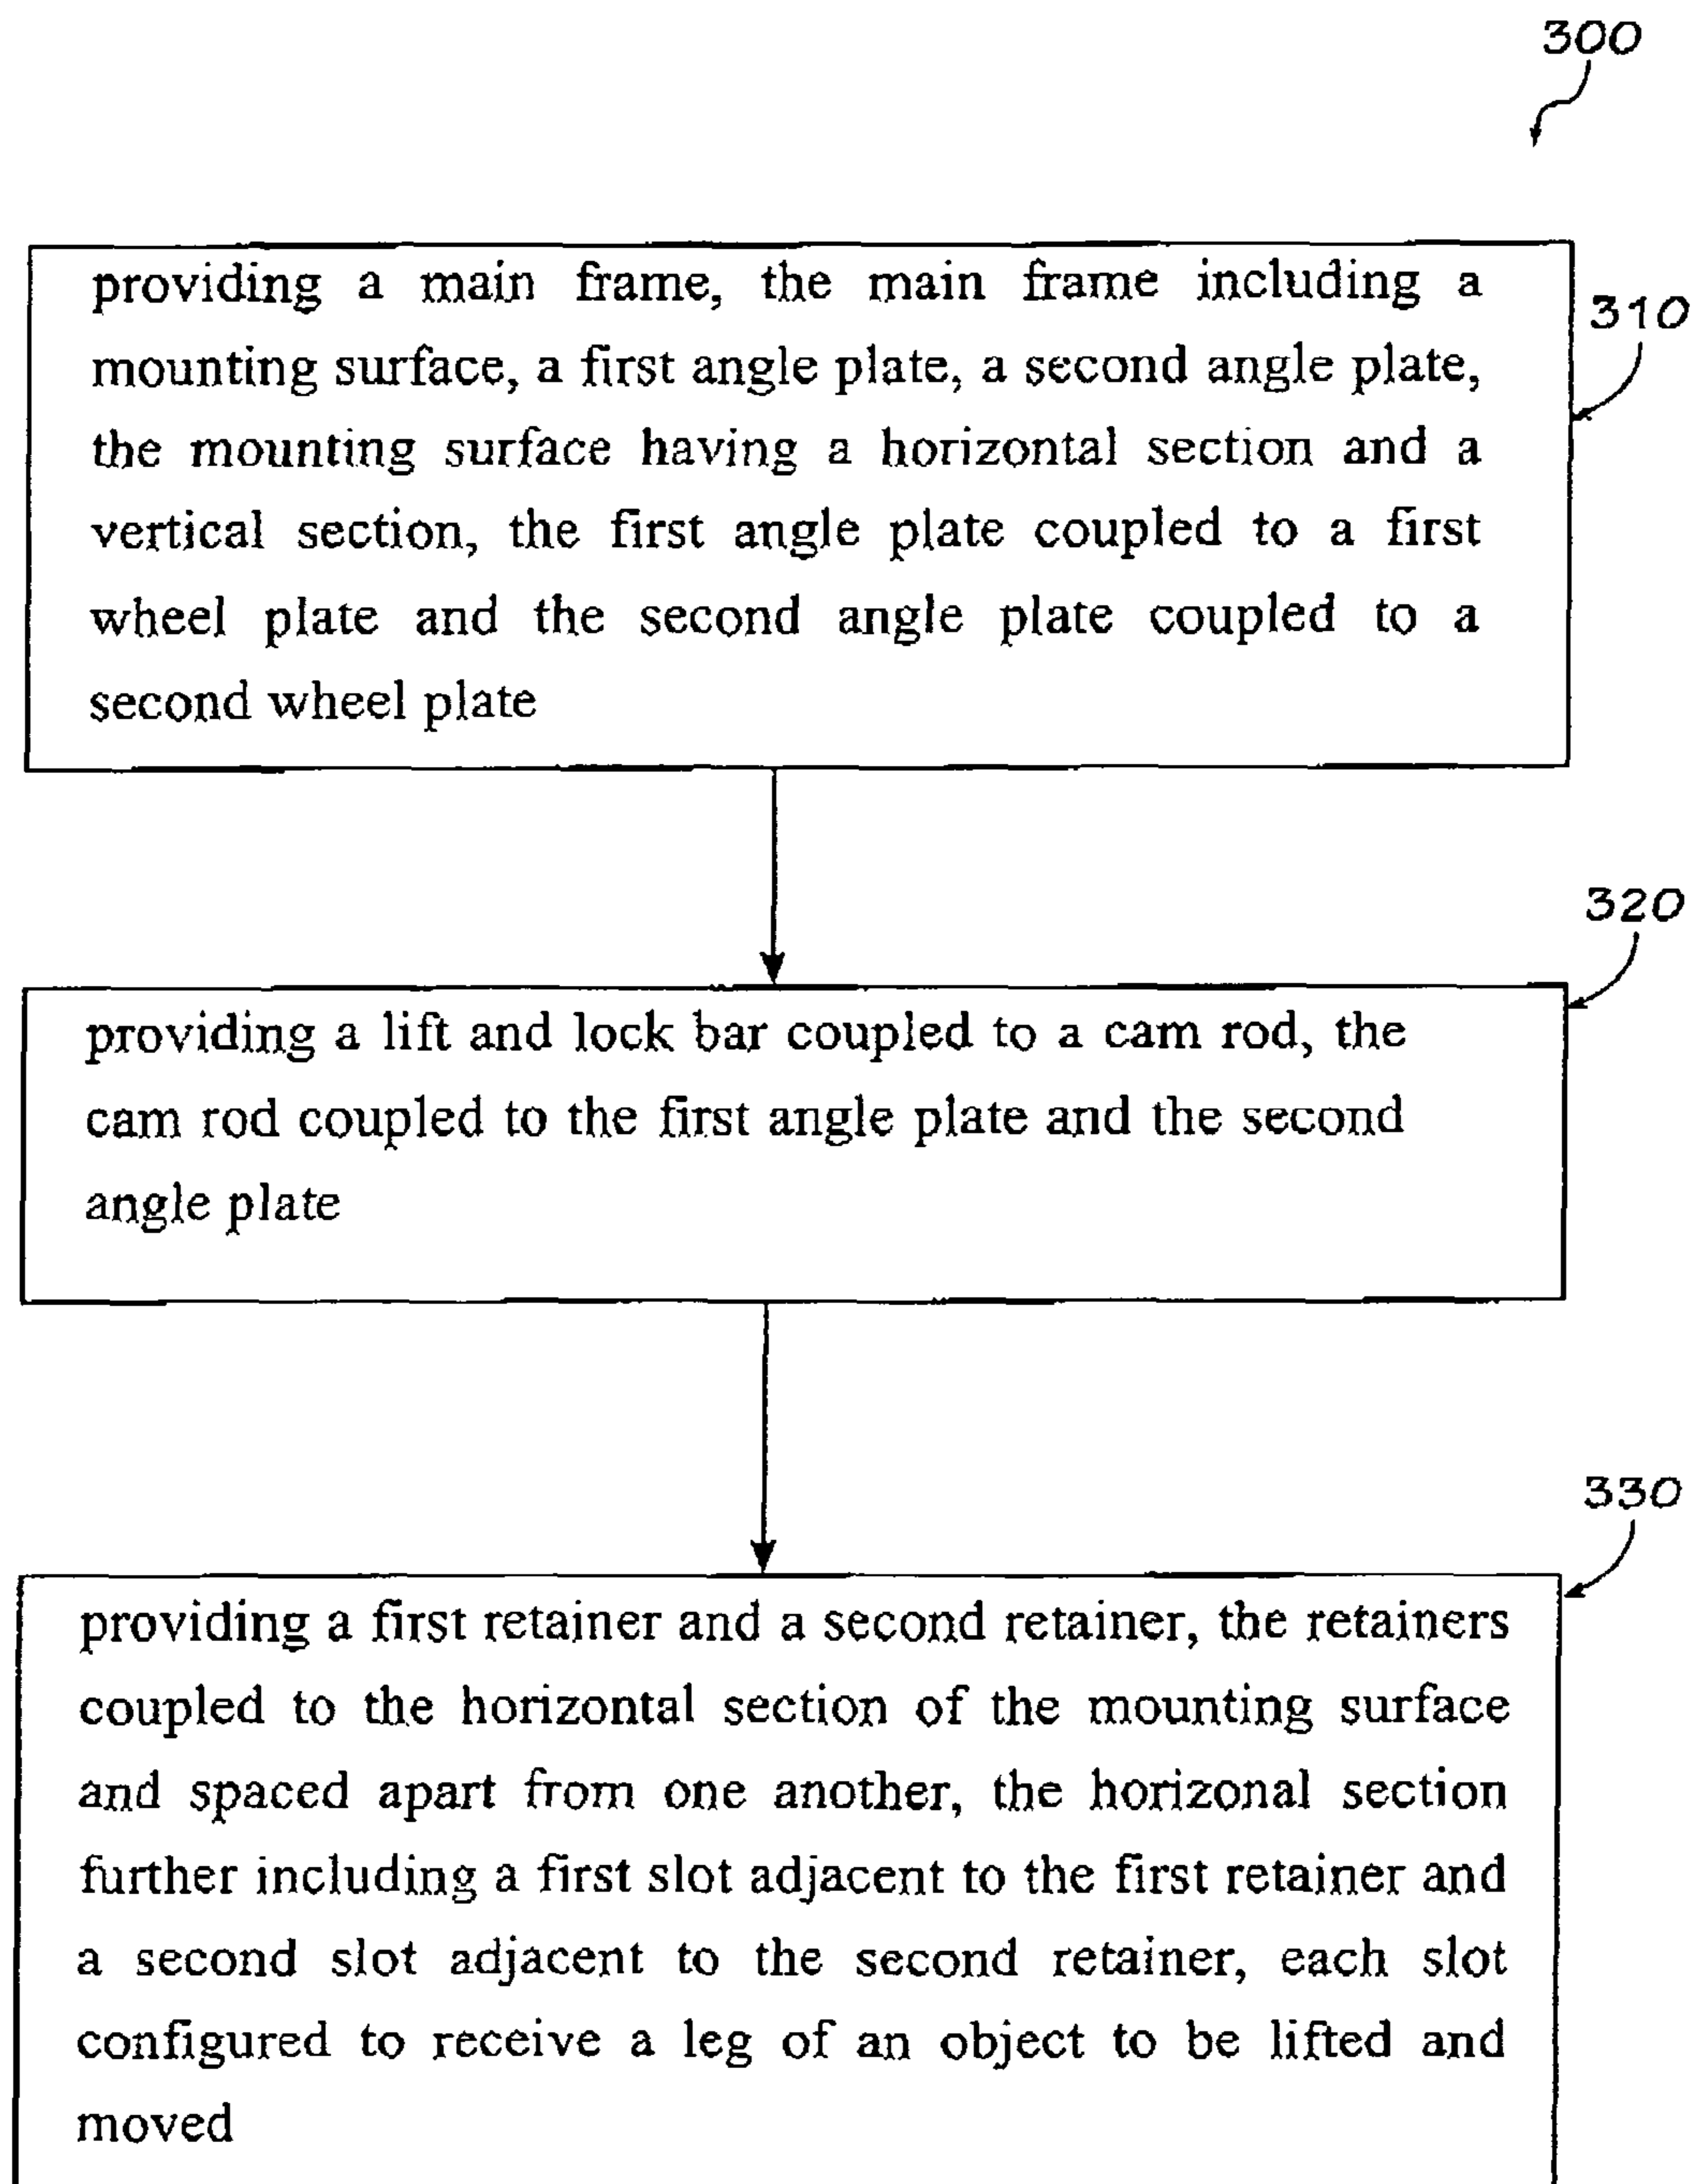 300
providing a main frame, the main frame including a
310
mounting surface, a first angle plate, a second angle plate,
the mounting surface having a horizontal section and a
vertical section, the first angle plate coupled to a first
wheel plate and the second angle plate coupled to a
second wheel plate
320
providing a lift and lock bar coupled to a cam rod, the
cam rod coupled to the first angle plate and the second
angle plate
330
providing a first retainer and a second retainer, the retainers
coupled to the horizontal section of the mounting surface
and spaced apart from one another, the horizonal section
further including a first slot adjacent to the first retainer and
a second slot adjacent to the second retainer, each slot
configured to receive a leg of an object to be lifted and
moved